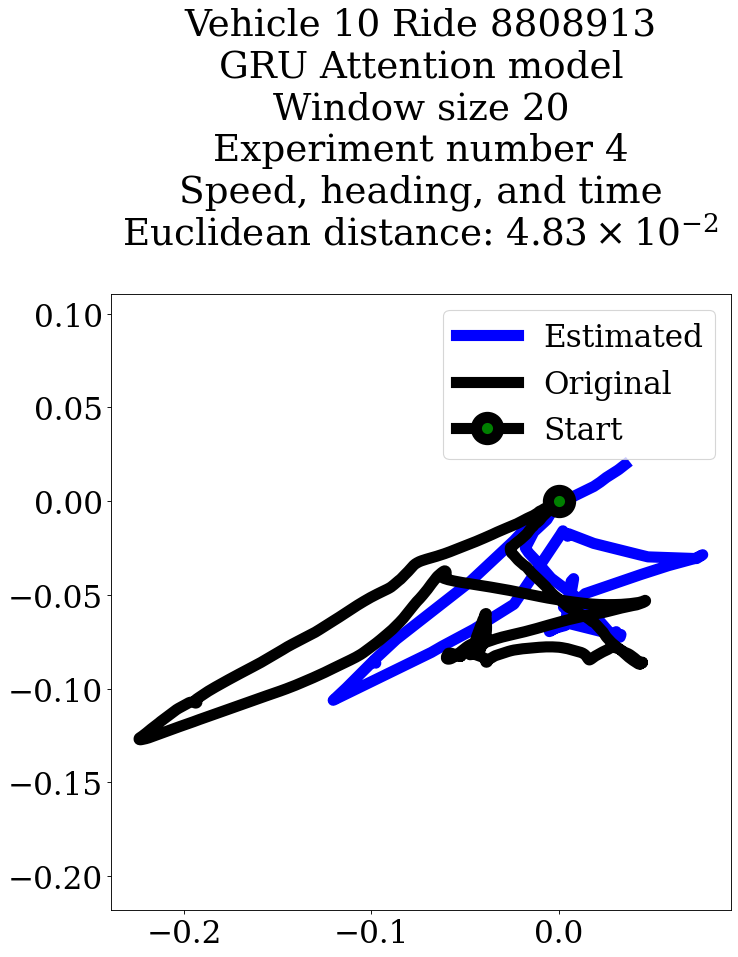 Vehicle 10 Ride 8808913
GRU Attention model
Window size 20
Experiment number 4
Speed, heading, and time
Euclidean distance: 4.83 × 10⁻²
Estimated
Original
Start
0.10
0.05
0.00
−0.05
−0.10
−0.15
−0.20
−0.2
−0.1
0.0